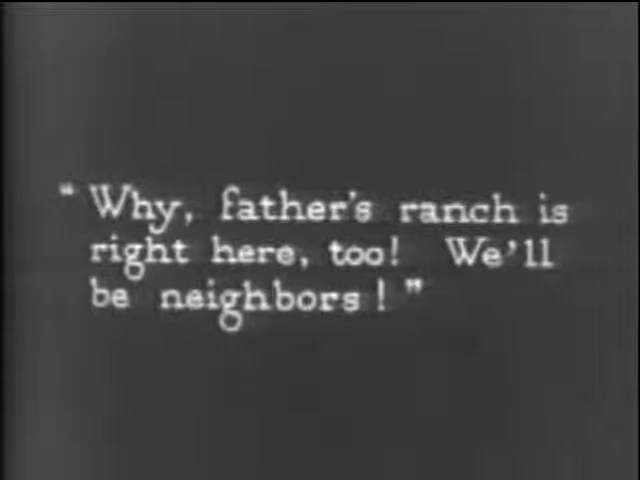 “Why, father's ranch is
right here, too! We'll
be neighbors!”